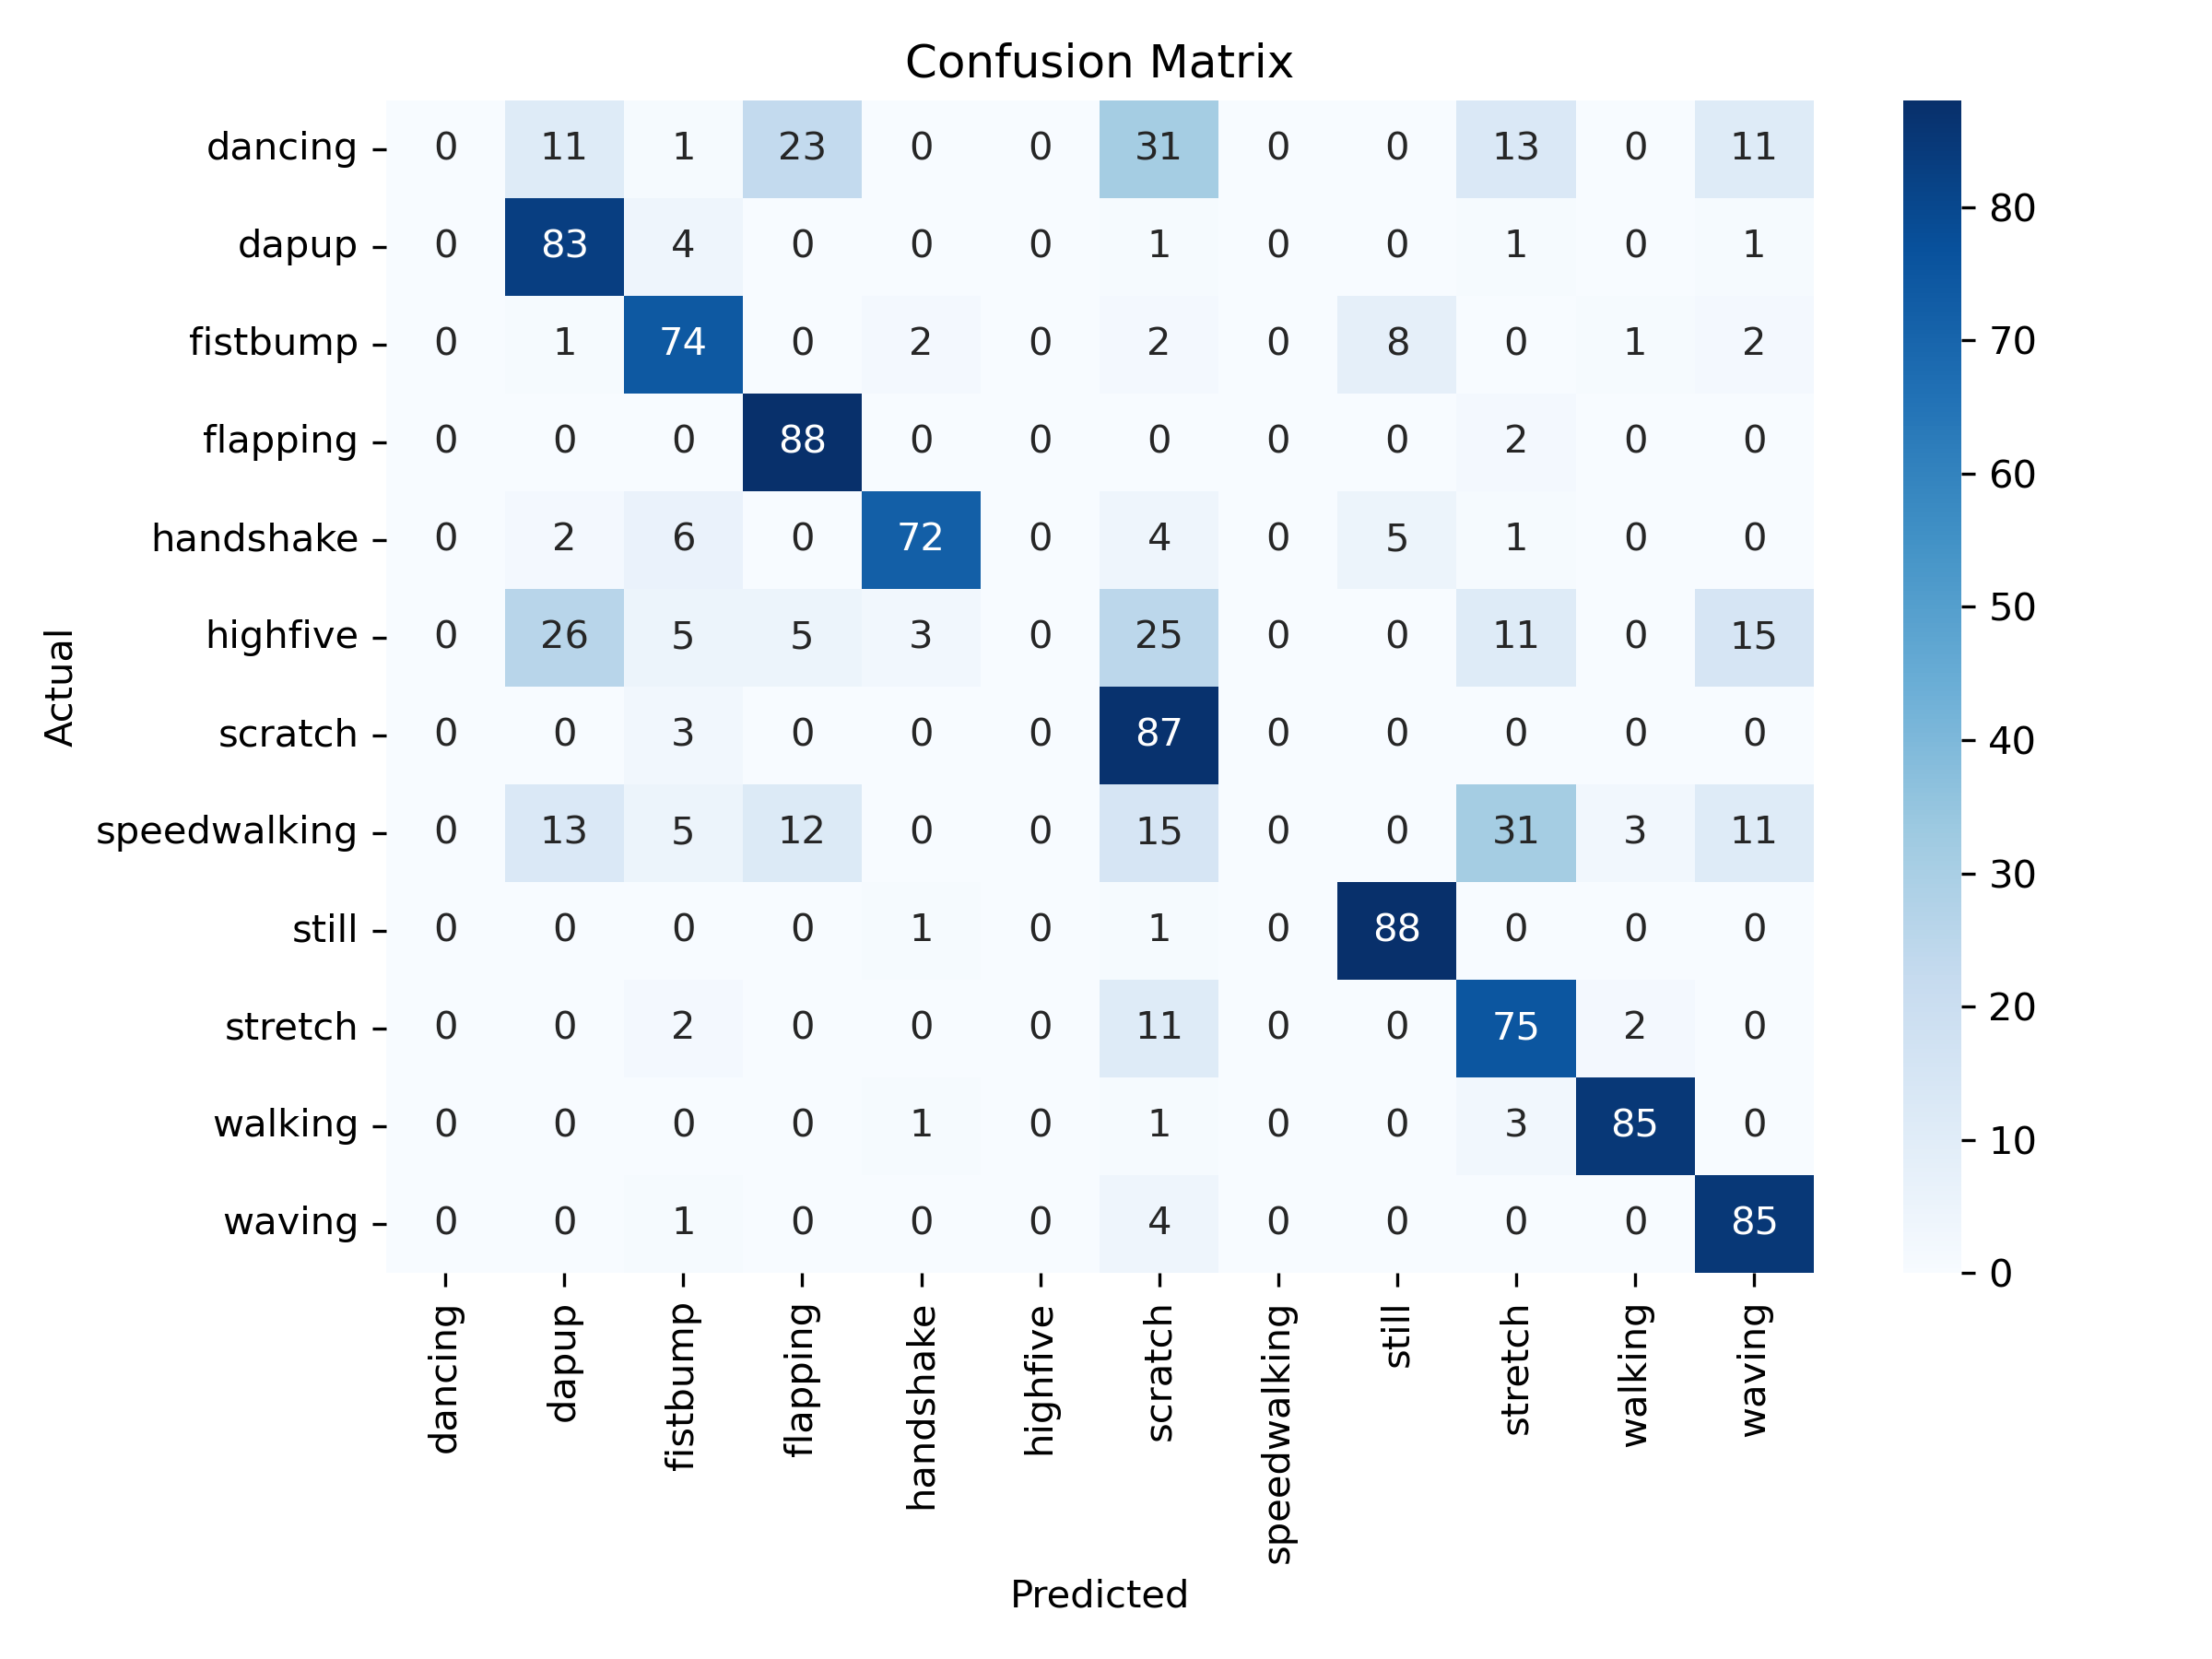 Confusion Matrix
dancing 0 11 1 23 0 0 31 0 0 13 0 11
dapup 0 83 4 0 0 0 1 0 0 1 0 1
fistbump 0 1 74 0 2 0 2 0 8 0 1 2
flapping 0 0 0 88 0 0 0 0 0 2 0 0
handshake 0 2 6 0 72 0 4 0 5 1 0 0
highfive 0 26 5 5 3 0 25 0 0 11 0 15
scratch 0 0 3 0 0 0 87 0 0 0 0 0
speedwalking 0 13 5 12 0 0 15 0 0 31 3 11
still 0 0 0 0 1 0 1 0 88 0 0 0
stretch 0 0 2 0 0 0 11 0 0 75 2 0
walking 0 0 0 0 1 0 1 0 0 3 85 0
waving 0 0 1 0 0 0 4 0 0 0 0 85
Actual
dancing dapup fistbump flapping handshake highfive scratch speedwalking still stretch walking waving
Predicted
80
70
60
50
40
30
20
10
0